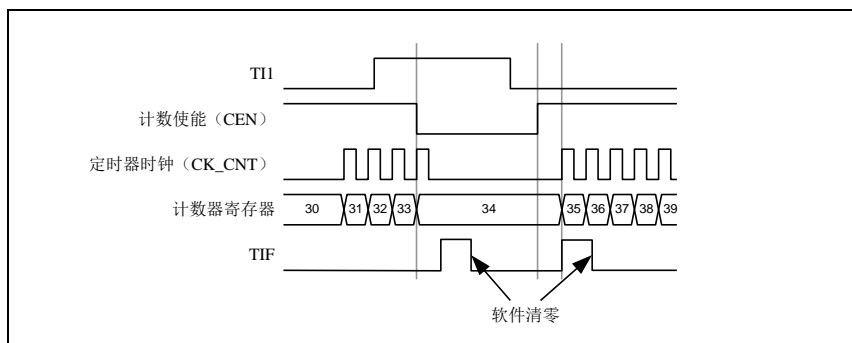 TI1
计数使能（CEN）
定时器时钟（CK_CNT）
计数器寄存器 30 31 32 33 34 35 36 37 38 39
TIF
软件清零